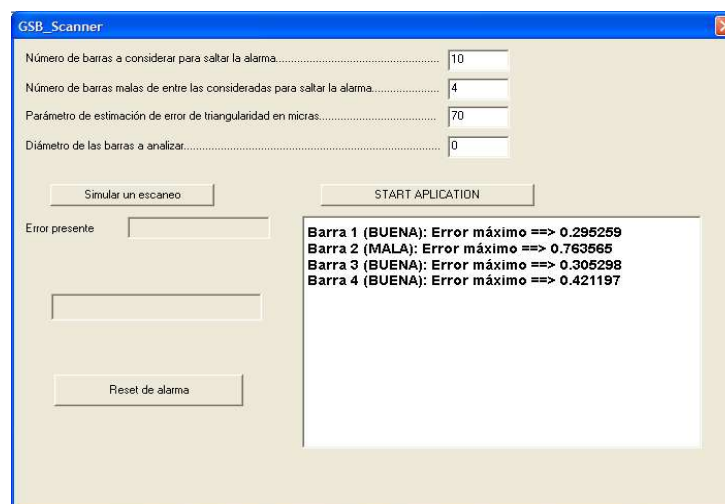 GSB_Scanner
Número de barras a considerar para saltar la alarma.......................................................... 10
Número de barras malas de entre las consideradas para saltar la alarma........................ 4
Parámetro de estimación de error de triangularidad en micras.......................................... 70
Diámetro de las barras a analizar.......................................................................................... 0
Simular un escaneo
START APLICATION
Error presente
Barra 1 (BUENA): Error máximo ==> 0.295259
Barra 2 (MALA): Error máximo ==> 0.763565
Barra 3 (BUENA): Error máximo ==> 0.305298
Barra 4 (BUENA): Error máximo ==> 0.421197
Reset de alarma